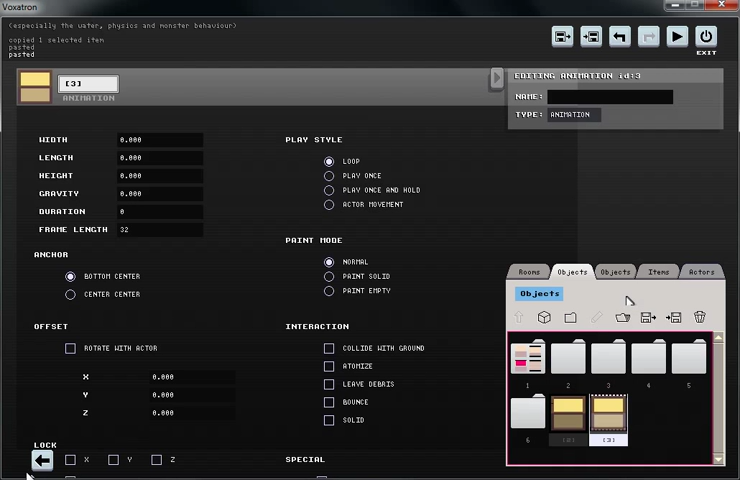 Voxatron
(especially the water, physics and monster behaviour)
copied 1 selected item
pasted
pasted
EXIT
[3]
ANIMATION
EDITING ANIMATION id:3
NAME:
TYPE: ANIMATION
WIDTH 0.000
LENGTH 0.000
HEIGHT 0.000
GRAVITY 0.000
DURATION 0
FRAME LENGTH 32
PLAY STYLE
LOOP
PLAY ONCE
PLAY ONCE AND HOLD
ACTOR MOVEMENT
ANCHOR
BOTTOM CENTER
CENTER CENTER
PAINT MODE
NORMAL
PAINT SOLID
PAINT EMPTY
OFFSET
ROTATE WITH ACTOR
X 0.000
Y 0.000
Z 0.000
INTERACTION
COLLIDE WITH GROUND
ATOMIZE
LEAVE DEBRIS
BOUNCE
SOLID
LOCK
X Y Z
SPECIAL
Rooms Objects Objects Items Actors
Objects
1 2 3 4 5
6 [0] [3]